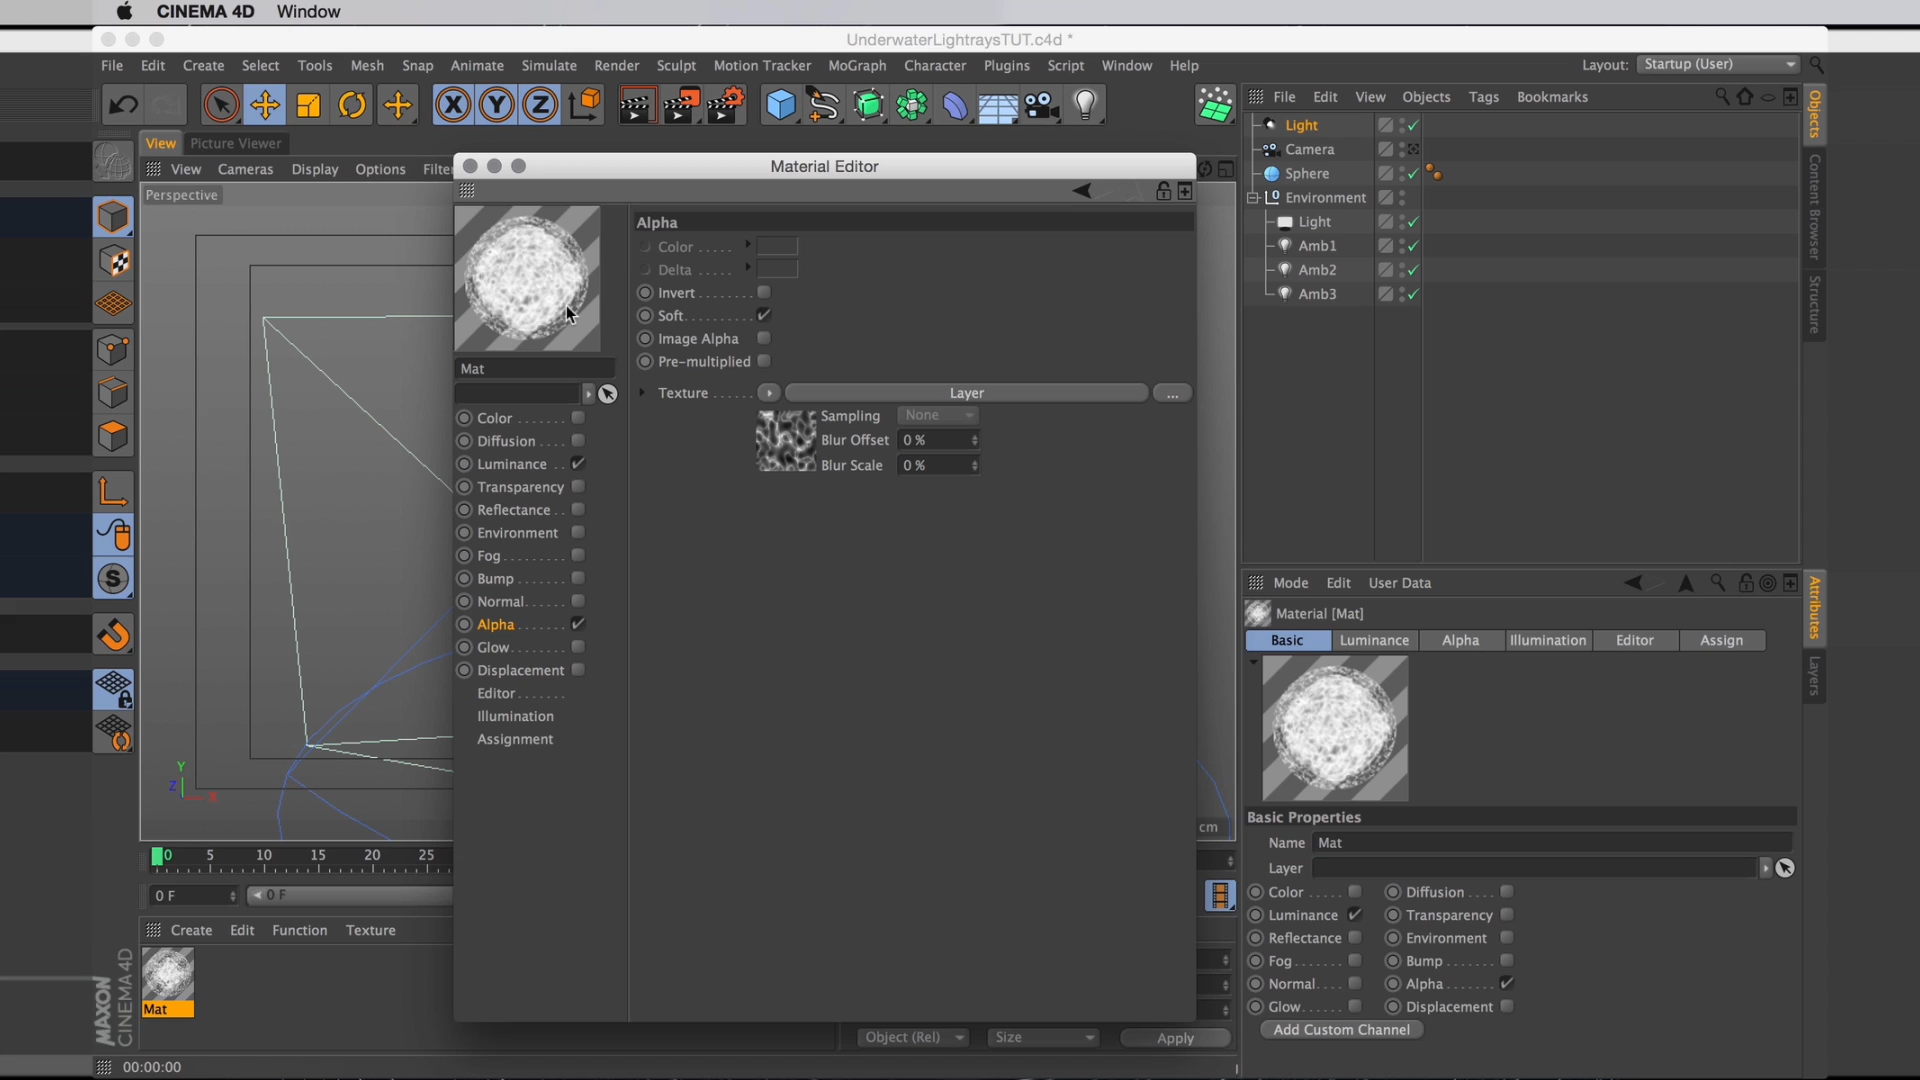 CINEMA 4D Window
UnderwaterLightraysTUT.c4d *
File Edit Create Select Tools Mesh Snap Animate Simulate Render Sculpt Motion Tracker MoGraph Character Plugins Script Window Help
Layout: Startup (User)
X Y Z
View Picture Viewer
View Cameras Display Options Filter
Perspective
Material Editor
Mat
Color
Diffusion
Luminance
Transparency
Reflectance
Environment
Fog
Bump
Normal
Alpha
Glow
Displacement
Editor
Illumination
Assignment
Alpha
Color
Delta
Invert
Soft
Image Alpha
Pre-multiplied
Texture Layer ...
Sampling None
Blur Offset 0 %
Blur Scale 0 %
S
Y
Z X
cm
0 5 10 15 20 25
0 F 0 F
Create Edit Function Texture
Mat
MAXON
CINEMA 4D
Object (Rel) Size Apply
00:00:00
File Edit View Objects Tags Bookmarks
Light
Camera
Sphere
Environment
Light
Amb1
Amb2
Amb3
Objects
Content Browser
Structure
Mode Edit User Data
Material [Mat]
Basic Luminance Alpha Illumination Editor Assign
Basic Properties
Name Mat
Layer
Color Diffusion
Luminance Transparency
Reflectance Environment
Fog Bump
Normal Alpha
Glow Displacement
Add Custom Channel
Attributes
Layers